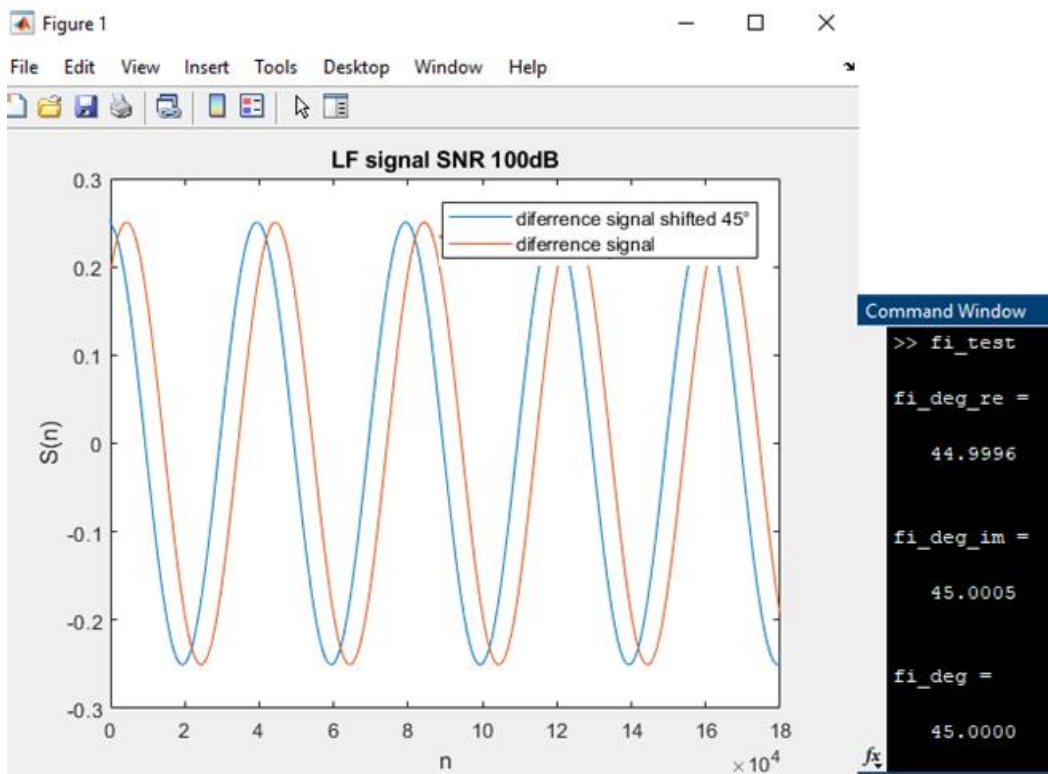 Figure 1
File Edit View Insert Tools Desktop Window Help
LF signal SNR 100dB
diferrence signal shifted 45°
diferrence signal
0.3
0.2
0.1
0
-0.1
-0.2
-0.3
S(n)
0 2 4 6 8 10 12 14 16 18
n
×10⁴
Command Window
>> fi_test
fi_deg_re =
44.9996
fi_deg_im =
45.0005
fi_deg =
45.0000
fx